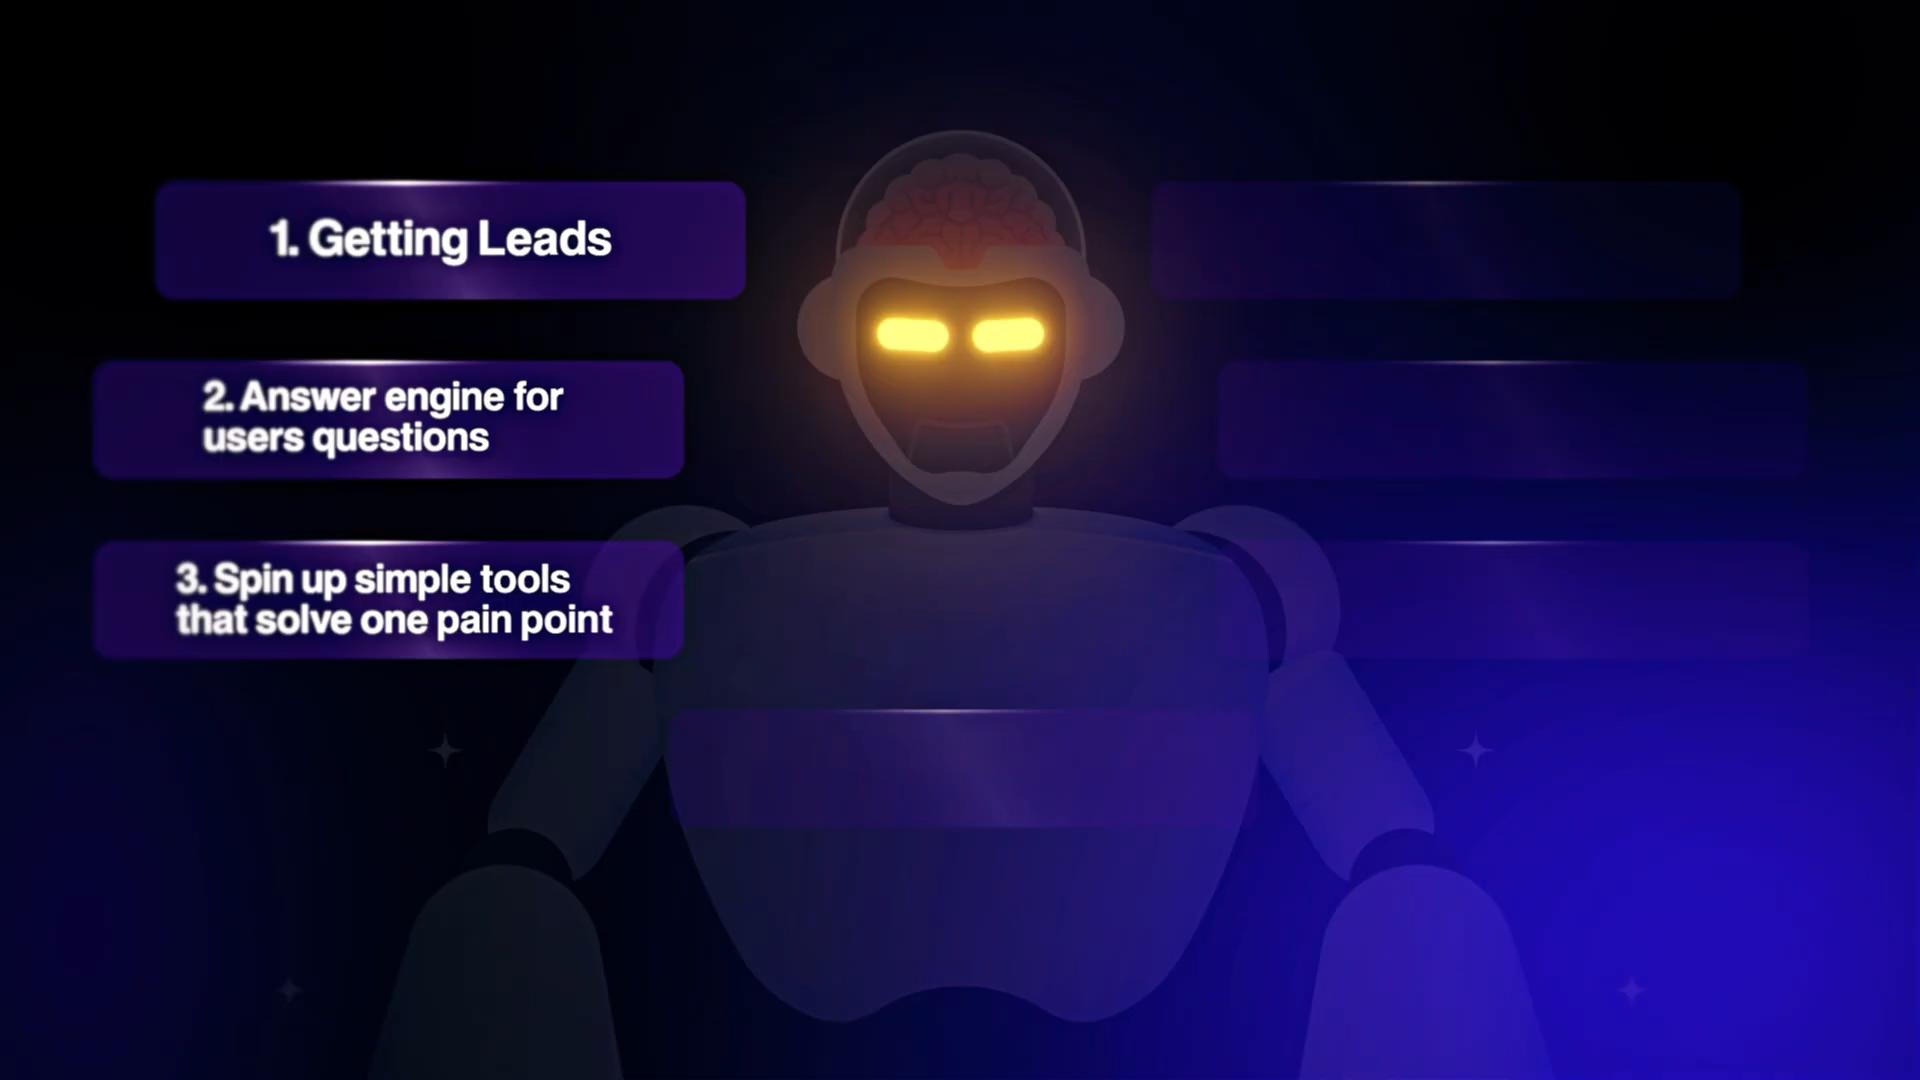 1. Getting Leads
2. Answer engine for
users questions
3. Spin up simple tools
that solve one pain point